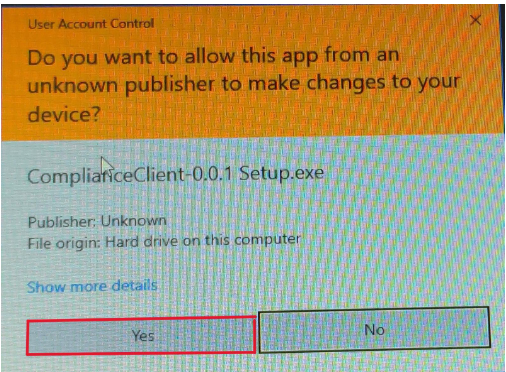 User Account Control
Do you want to allow this app from an
unknown publisher to make changes to your
device?
ComplianceClient-0.0.1 Setup.exe
Publisher: Unknown
File origin: Hard drive on this computer
Show more details
Yes
No